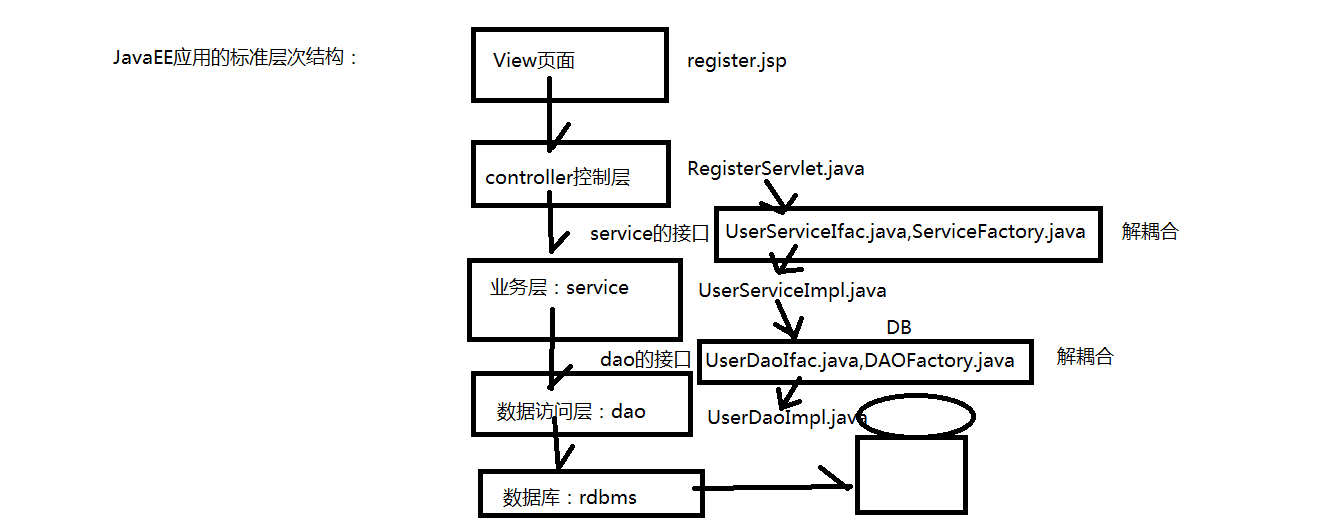 JavaEE应用的标准层次结构：
View页面
register.jsp
controller控制层
RegisterServlet.java
service的接口
UserServiceIfac.java,ServiceFactory.java
解耦合
业务层：service
UserServiceImpl.java
DB
dao的接口
UserDaoIfac.java,DAOFactory.java
解耦合
数据访问层：dao
UserDaoImpl.java
数据库：rdbms